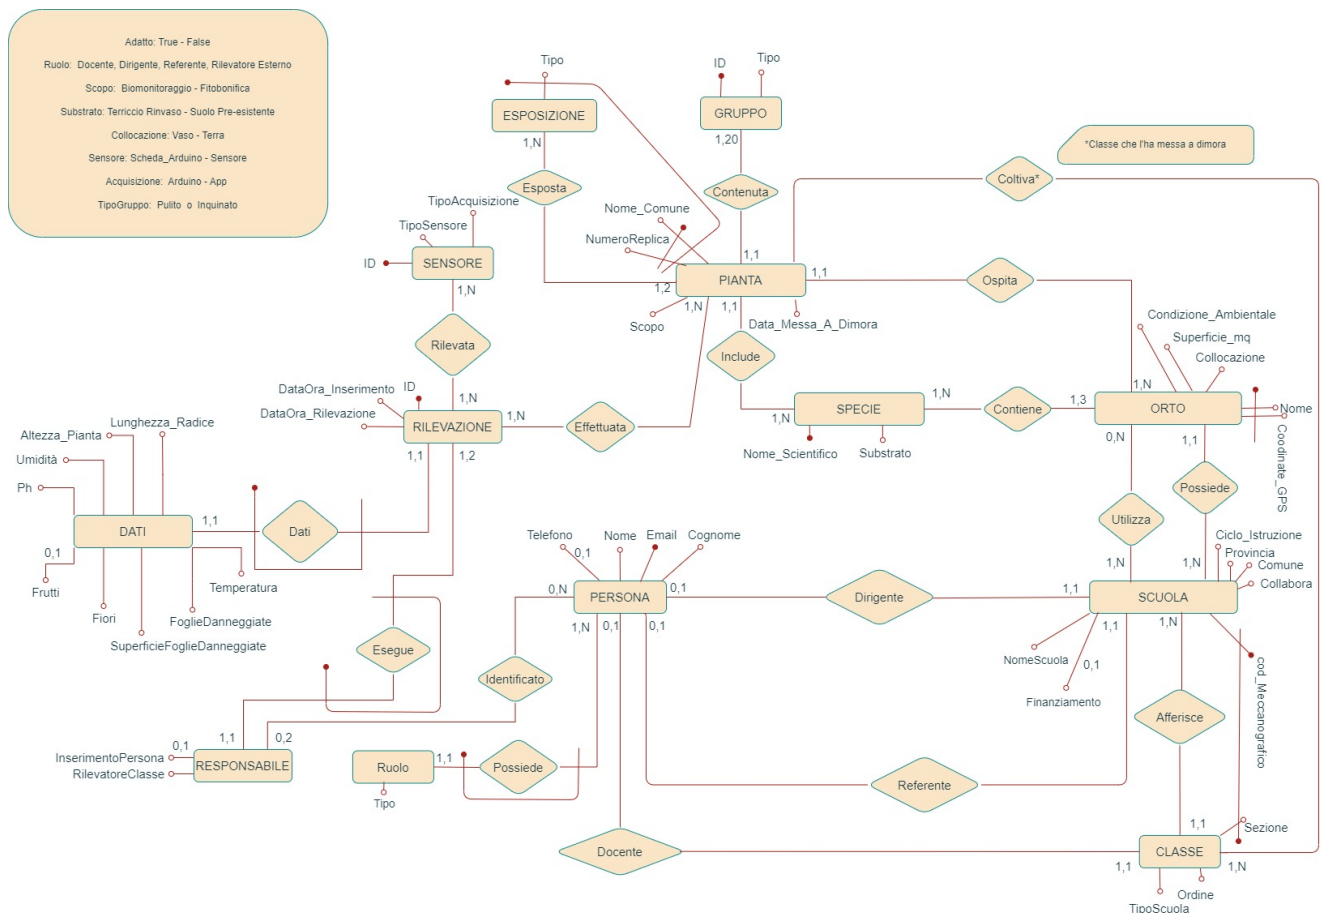 Adatto: True - False
Ruolo: Docente, Dirigente, Referente, Rilevatore Esterno
Scopo: Biomonitoraggio - Fitobonifica
Substrato: Terriccio Rinvaso - Suolo Pre-esistente
Collocazione: Vaso - Terra
Sensore: Scheda_Arduino - Sensore
Acquisizione: Arduino - App
TipoGruppo: Pulito o Inquinato
Tipo
ESPOSIZIONE
1,N
Esposta
ID
Tipo
GRUPPO
1,20
Contenuta
*Classe che l'ha messa a dimora
Coltiva*
TipoAcquisizione
TipoSensore
ID
SENSORE
1,N
Nome_Comune
NumeroReplica
1,1
PIANTA
1,1
1,2
1,N
1,1
Scopo
Data_Messa_A_Dimora
Ospita
Rilevata
Include
Condizione_Ambientale
Superficie_mq
Collocazione
DataOra_Inserimento
ID
DataOra_Rilevazione
1,N
RILEVAZIONE
1,N
1,1
1,2
Effettuata
1,N
SPECIE
1,N
Nome_Scientifico
Substrato
Contiene
1,3
1,N
ORTO
Nome
Coodinate_GPS
0,N
1,1
Altezza_Pianta
Lunghezza_Radice
Umidità
Ph
DATI
1,1
Dati
0,1
Frutti
Fiori
SuperficieFoglieDanneggiate
FoglieDanneggiate
Temperatura
Utilizza
Possiede
1,N
1,N
Ciclo_Istruzione
Provincia
Comune
Collabora
Telefono
0,1
Nome
Email
Cognome
0,N
PERSONA
0,1
1,N
0,1
0,1
Dirigente
1,1
SCUOLA
1,1
1,N
NomeScuola
0,1
Finanziamento
cod_Meccanografico
Esegue
Identificato
Afferisce
InserimentoPersona
0,1
RilevatoreClasse
1,1
0,2
RESPONSABILE
Ruolo
1,1
Tipo
Possiede
Referente
Docente
1,1
Sezione
CLASSE
1,1
1,N
Ordine
TipoScuola